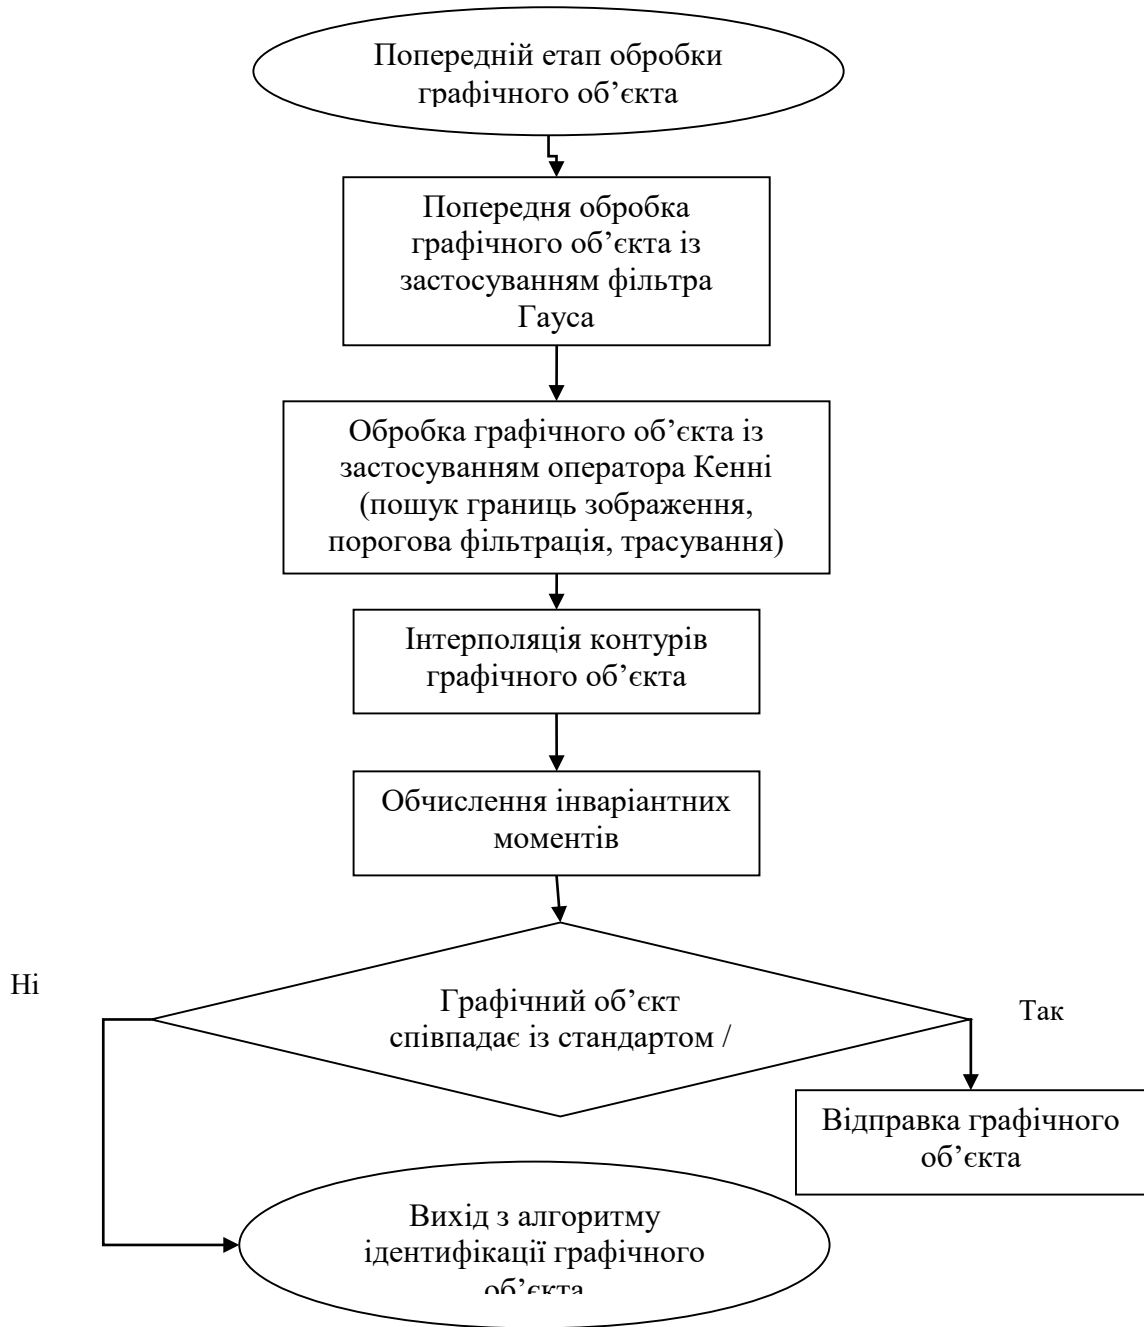 Попередній етап обробки
графічного об’єкта
Попередня обробка
графічного об’єкта із
застосуванням фільтра
Гауса
Обробка графічного об’єкта із
застосуванням оператора Кенні
(пошук границь зображення,
порогова фільтрація, трасування)
Інтерполяція контурів
графічного об’єкта
Обчислення інваріантних
моментів
Ні
Графічний об’єкт
співпадає із стандартом /
Так
Відправка графічного
об’єкта
Вихід з алгоритму
ідентифікації графічного
об’єкта